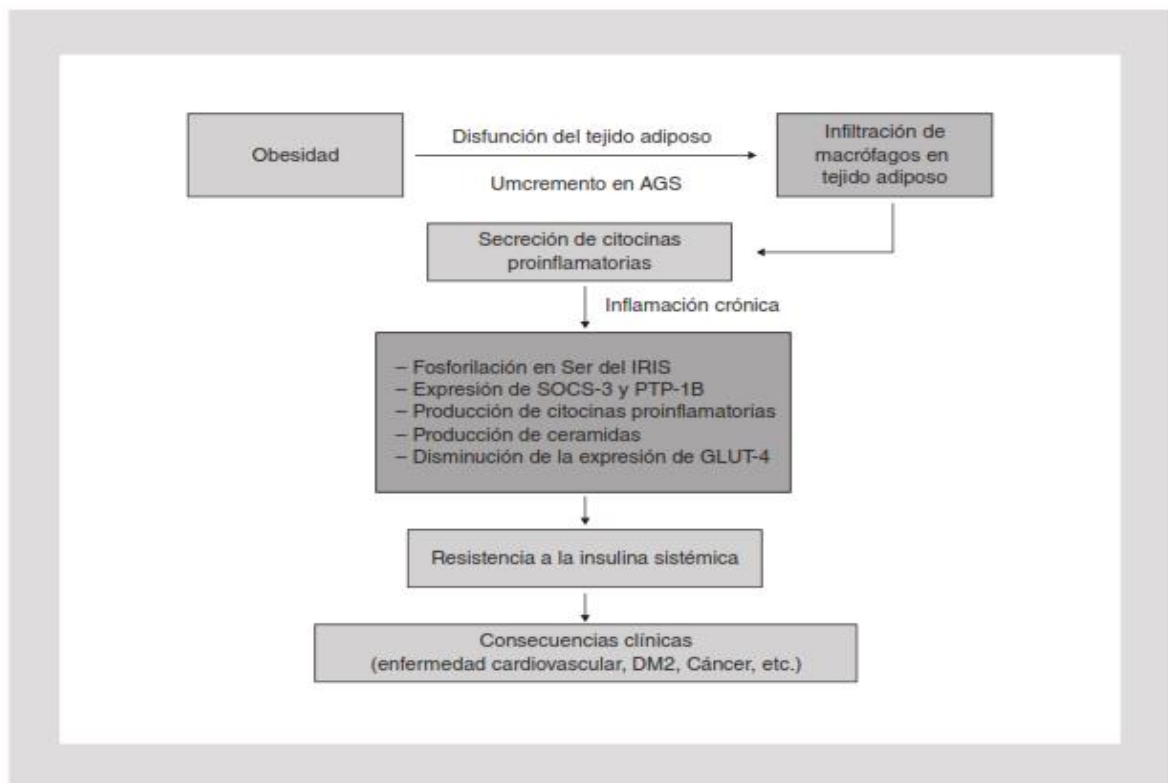 Obesidad
Disfunción del tejido adiposo
Umcremento en AGS
Infiltración de
macrófagos en
tejido adiposo
Secreción de citocinas
proinflamatorias
Inflamación crónica
– Fosforilación en Ser del IRIS
– Expresión de SOCS-3 y PTP-1B
– Producción de citocinas proinflamatorias
– Producción de ceramidas
– Disminución de la expresión de GLUT-4
Resistencia a la insulina sistémica
Consecuencias clínicas
(enfermedad cardiovascular, DM2, Cáncer, etc.)